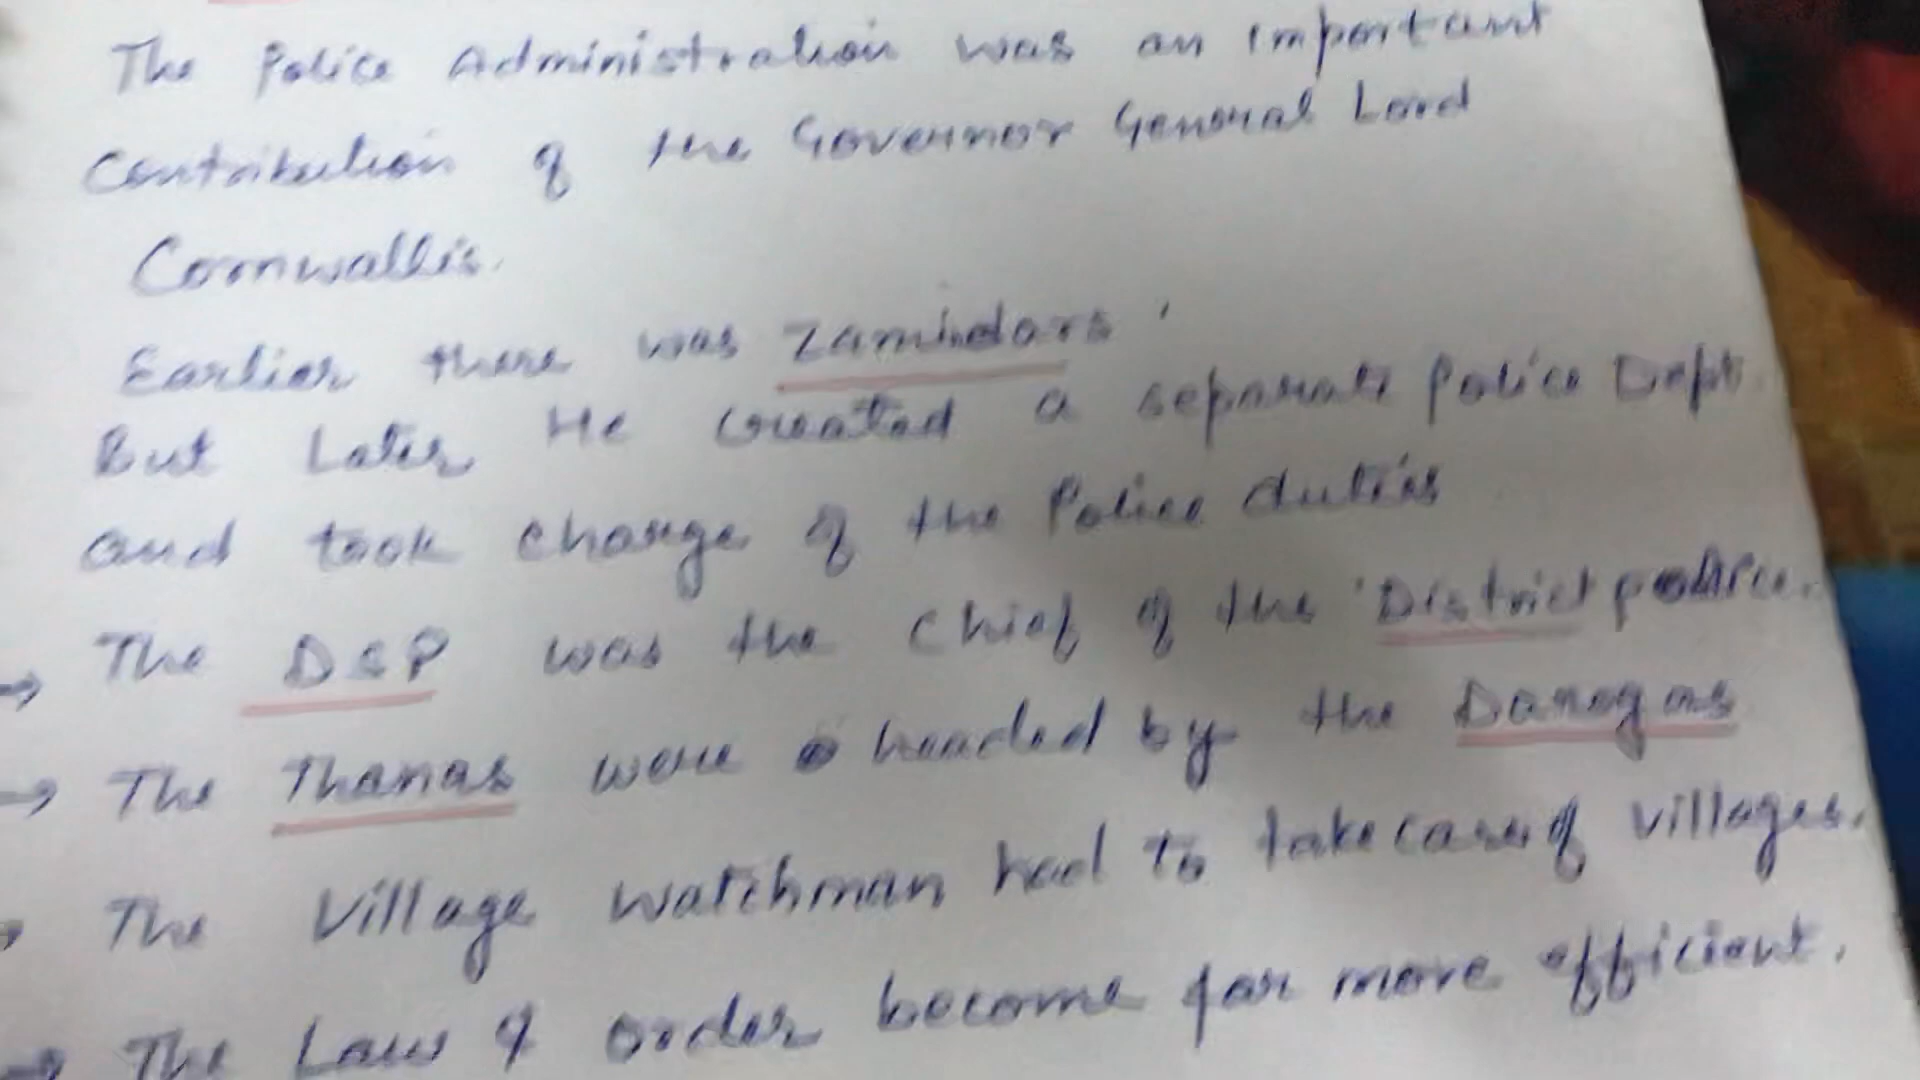 The Police Administration was an important
Contribution of the Governor General Lord
Cornwallis.
Earlier there was Zamindars
But Later He created a separate police Dept
and took charge of the Police duties
→ The DSP was the chief of the District police.
→ The Thanas were headed by the Darogas
→ The Village watchman had to take care of villages.
→ The Law & order become far more efficient.